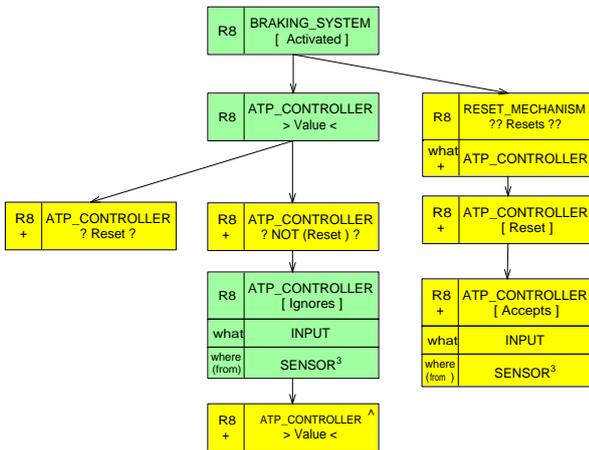 R8 BRAKING_SYSTEM
[ Activated ]
R8 ATP_CONTROLLER
> Value <
R8 RESET_MECHANISM
?? Resets ??
what
+ ATP_CONTROLLER
R8
+ ATP_CONTROLLER
? Reset ?
R8
+ ATP_CONTROLLER
? NOT (Reset ) ?
R8
+ ATP_CONTROLLER
[ Reset ]
R8 ATP_CONTROLLER
[ Ignores ]
what INPUT
where
(from) SENSOR³
R8
+ ATP_CONTROLLER
[ Accepts ]
what INPUT
where
(from ) SENSOR³
R8
+ ATP_CONTROLLER ^
> Value <